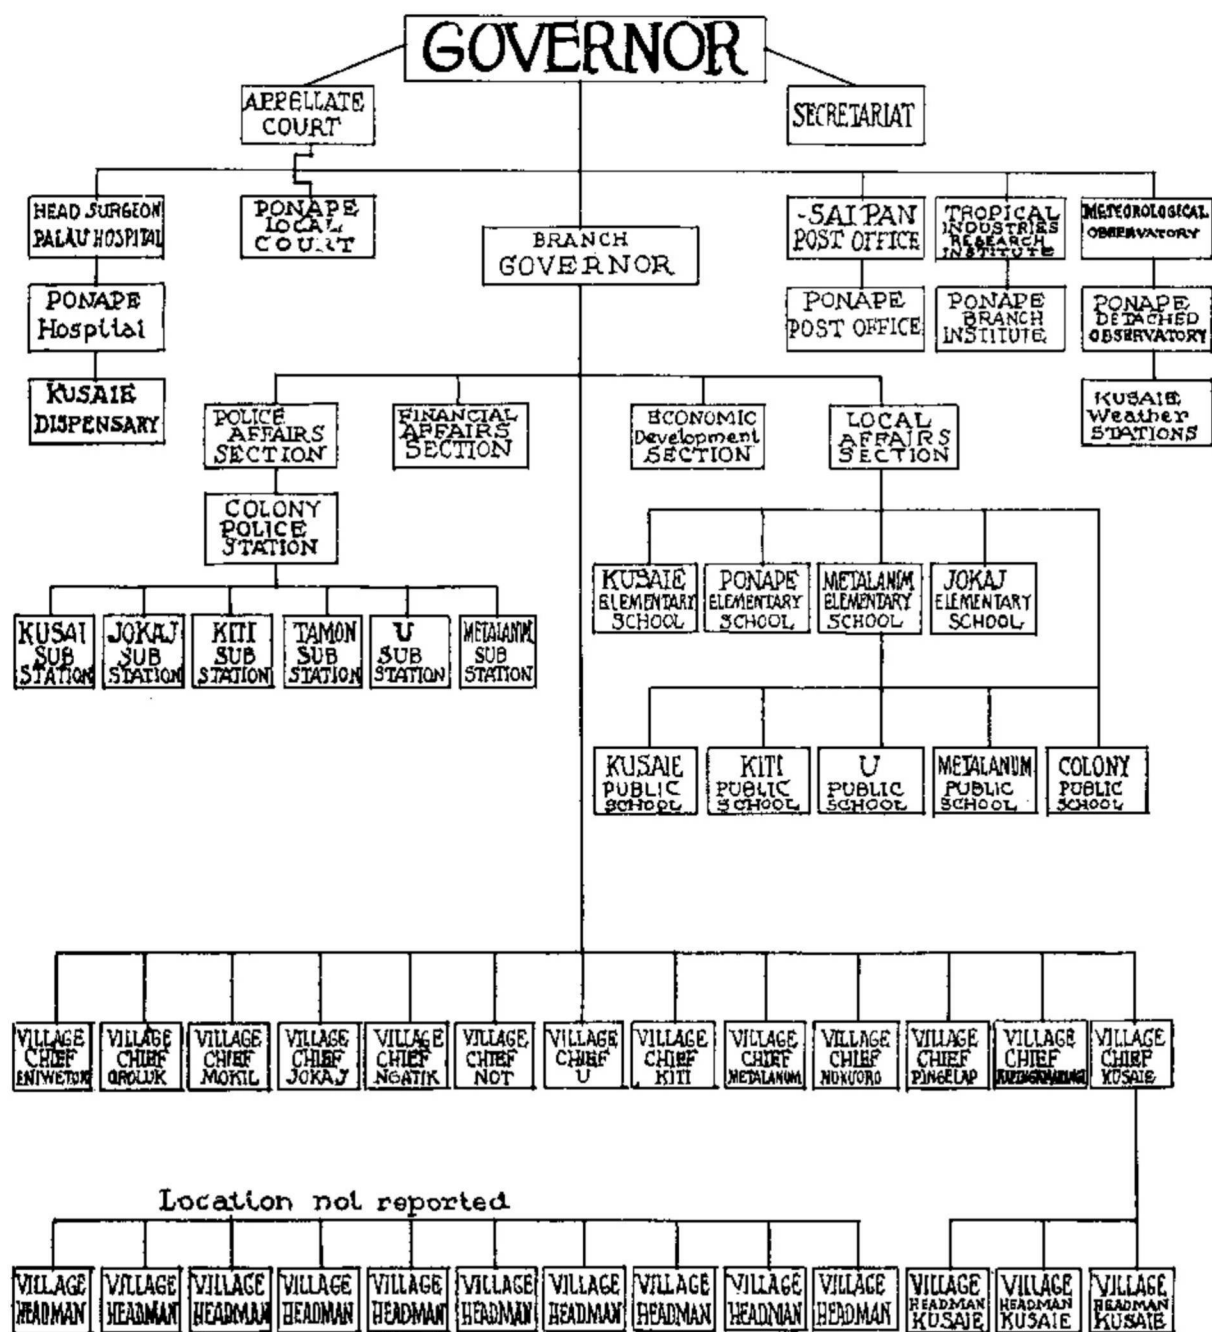 GOVERNOR
APPELLATE
COURT
SECRETARIAT
HEAD SURGEON
PALAU HOSPITAL
PONAPE
LOCAL
COURT
BRANCH
GOVERNOR
-SAIPAN
POST OFFICE
TROPICAL
INDUSTRIES
RESEARCH
INSTITUTE
METEOROLOGICAL
OBSERVATORY
PONAPE
Hospital
PONAPE
POST OFFICE
PONAPE
BRANCH
INSTITUTE
PONAPE
DETACHED
OBSERVATORY
KUSAIE
DISPENSARY
POLICE
AFFAIRS
SECTION
FINANCIAL
AFFAIRS
SECTION
ECONOMIC
Development
SECTION
LOCAL
AFFAIRS
SECTION
KUSAIE
Weather
STATIONS
COLONY
POLICE
STATION
KUSAIE
ELEMENTARY
SCHOOL
PONAPE
ELEMENTARY
SCHOOL
METALANIM
ELEMENTARY
SCHOOL
JOKAJ
ELEMENTARY
SCHOOL
KUSAI
SUB
STATION
JOKAJ
SUB
STATION
KITI
SUB
STATION
TAMON
SUB
STATION
U
SUB
STATION
METALANIM
SUB
STATION
KUSAIE
PUBLIC
SCHOOL
KITI
PUBLIC
SCHOOL
U
PUBLIC
SCHOOL
METALANUM
PUBLIC
SCHOOL
COLONY
PUBLIC
SCHOOL
VILLAGE
CHIEF
ENIWETOK
VILLAGE
CHIEF
OROLUK
VILLAGE
CHIEF
MOKIL
VILLAGE
CHIEF
JOKAJ
VILLAGE
CHIEF
NGATIK
VILLAGE
CHIEF
NOT
VILLAGE
CHIEF
U
VILLAGE
CHIEF
KITI
VILLAGE
CHIEF
METALANUM
VILLAGE
CHIEF
NUKUORO
VILLAGE
CHIEF
PINGELAP
VILLAGE
CHIEF
VILLAGE
CHIEF
KUSAIE
Location not reported
VILLAGE
HEADMAN
VILLAGE
HEADMAN
VILLAGE
HEADMAN
VILLAGE
HEADMAN
VILLAGE
HEADMAN
VILLAGE
HEADMAN
VILLAGE
HEADMAN
VILLAGE
HEADMAN
VILLAGE
HEADMAN
VILLAGE
HEADMAN
VILLAGE
HEADMAN
KUSAIE
VILLAGE
HEADMAN
KUSAIE
VILLAGE
HEADMAN
KUSAIE